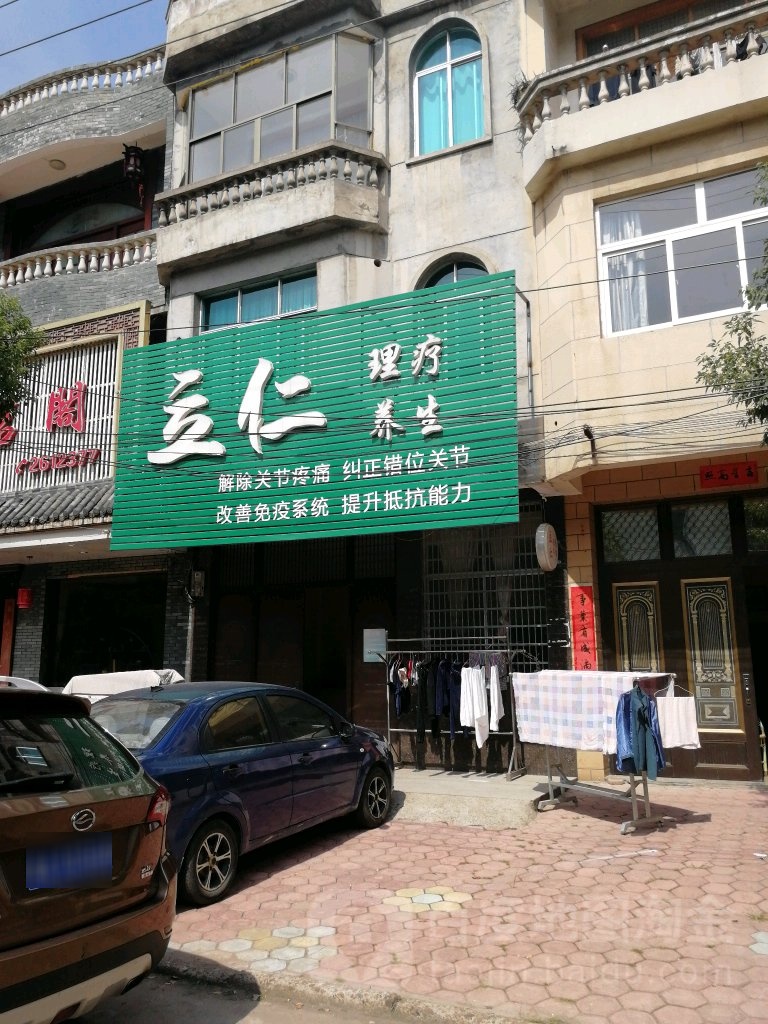 立仁 理疗
养生
解除关节疼痛 纠正错位关节
改善免疫系统 提升抵抗能力
阁
2612377